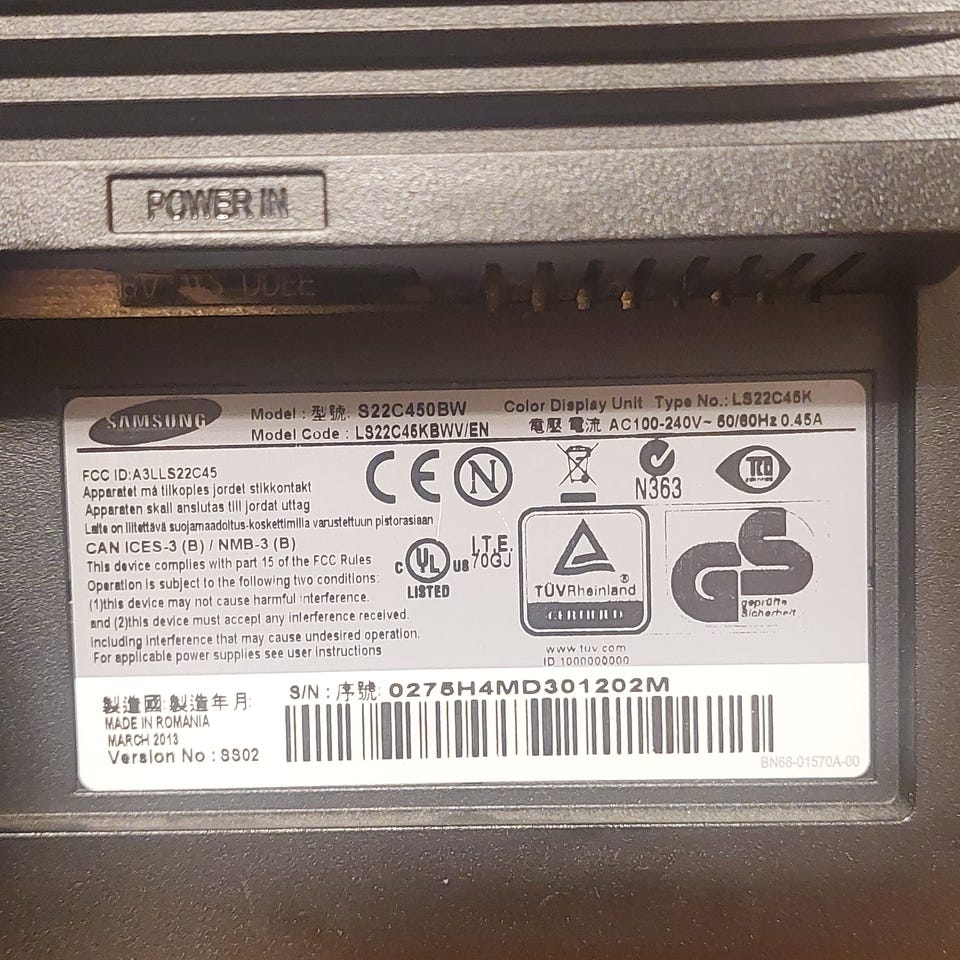 POWER IN
SAMSUNG
Model : 型號: S22C450BW
Color Display Unit Type No.: LS22C45K
Model Code : LS22C45KBWV/EN
電壓 電流 AC100-240V~ 50/60Hz 0.45A
FCC ID:A3LLS22C45
Apparatet må tilkoples jordet stikkontakt
Apparaten skall anslutas till jordat uttag
Laite on liitettävä suojamaadoitus-koskettimilla varustettuun pistorasiaan
CAN ICES-3 (B) / NMB-3 (B)
This device complies with part 15 of the FCC Rules
Operation is subject to the following two conditions:
(1)this device may not cause harmful interference.
and (2)this device must accept any interference received.
including interference that may cause undesired operation.
For applicable power supplies see user instructions
CE
N
N363
TCO
C UL US
LISTED
I.T.E.
70GJ
TÜVRheinland®
CERTIFIED
www.tuv.com
ID 1000000000
GS
geprüfte
Sicherheit
製造國: 製造年月:
MADE IN ROMANIA
MARCH 2013
Version No : SS02
S/N : 序號: 0275H4MD301202M
BN68-01570A-00